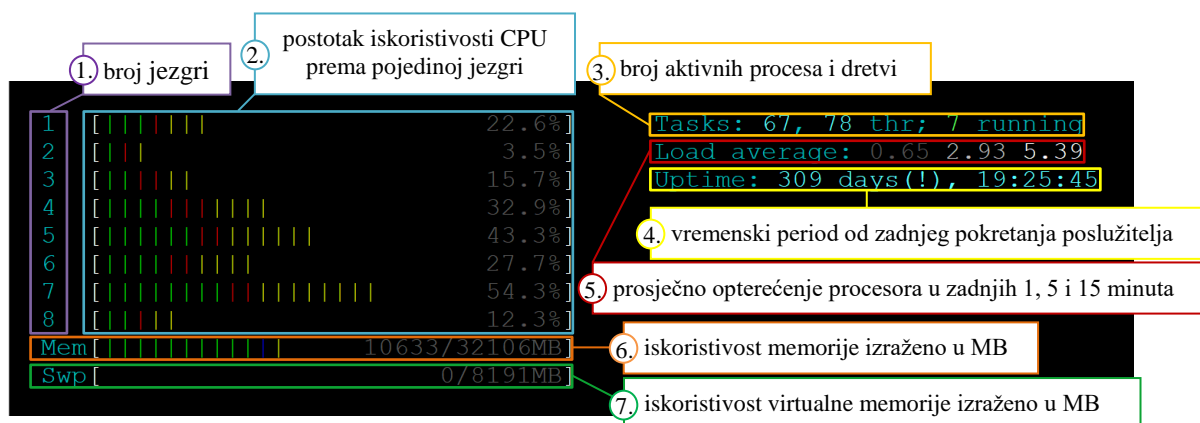 1. broj jezgri
2. postotak iskoristivosti CPU
prema pojedinoj jezgri
3. broj aktivnih procesa i dretvi
1 [||||||| 22.6%]
2 [||| 3.5%]
3 [|||||| 15.7%]
4 [||||||||||| 32.9%]
5 [|||||||||||||| 43.3%]
6 [|||||||||| 27.7%]
7 [|||||||||||||||||| 54.3%]
8 [||||| 12.3%]
Mem[|||||||||||| 10633/32106MB]
Swp[ 0/8191MB]
Tasks: 67, 78 thr; 7 running
Load average: 0.65 2.93 5.39
Uptime: 309 days(!), 19:25:45
4. vremenski period od zadnjeg pokretanja poslužitelja
5. prosječno opterećenje procesora u zadnjih 1, 5 i 15 minuta
6. iskoristivost memorije izraženo u MB
7. iskoristivost virtualne memorije izraženo u MB